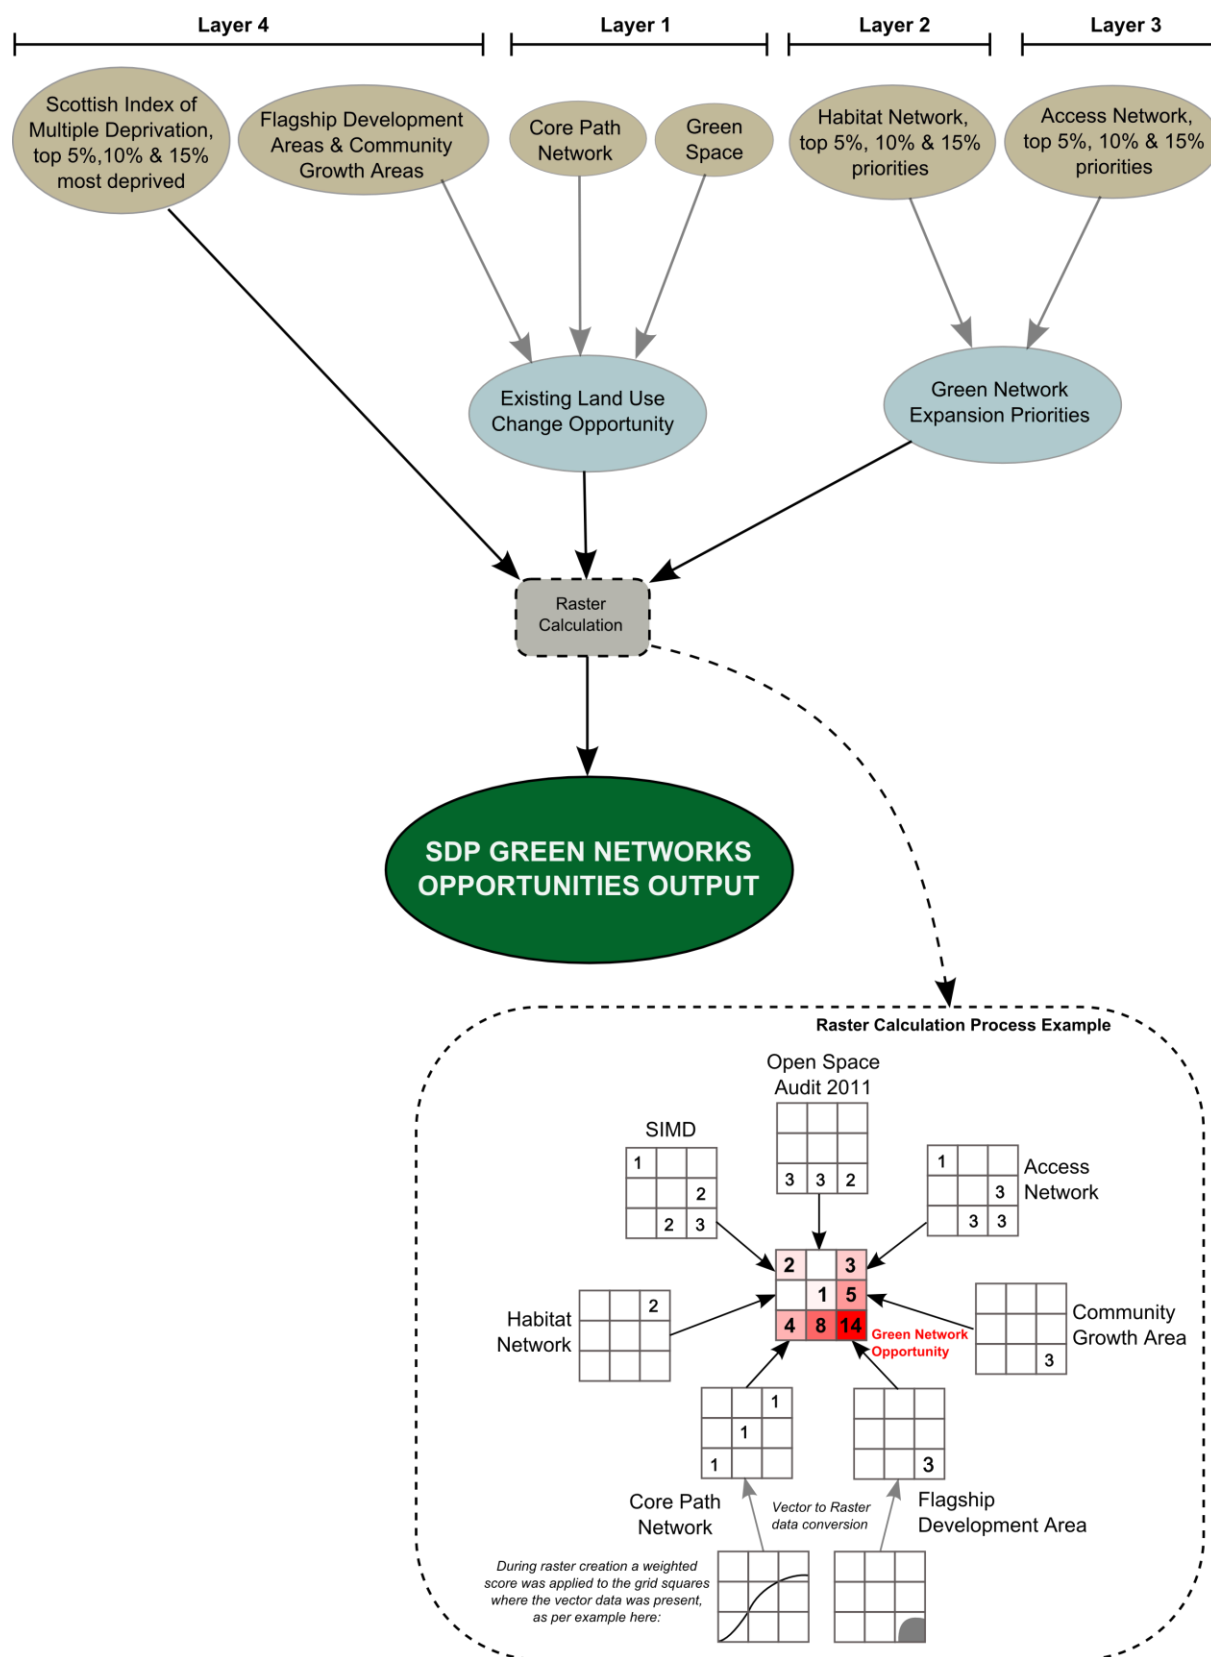 Layer 4
Layer 1
Layer 2
Layer 3
Scottish Index of
Multiple Deprivation,
top 5%,10% & 15%
most deprived
Flagship Development
Areas & Community
Growth Areas
Core Path
Network
Green
Space
Habitat Network,
top 5%, 10% & 15%
priorities
Access Network,
top 5%, 10% & 15%
priorities
Existing Land Use
Change Opportunity
Green Network
Expansion Priorities
Raster
Calculation
SDP GREEN NETWORKS
OPPORTUNITIES OUTPUT
Raster Calculation Process Example
Open Space
Audit 2011
3 3 2
SIMD
1
2
2 3
Access
Network
1
3
3 3
2 3
1 5
4 8 14
Green Network
Opportunity
Habitat
Network
2
Community
Growth Area
3
Core Path
Network
1
1
1
Flagship
Development Area
3
Vector to Raster
data conversion
During raster creation a weighted
score was applied to the grid squares
where the vector data was present,
as per example here: